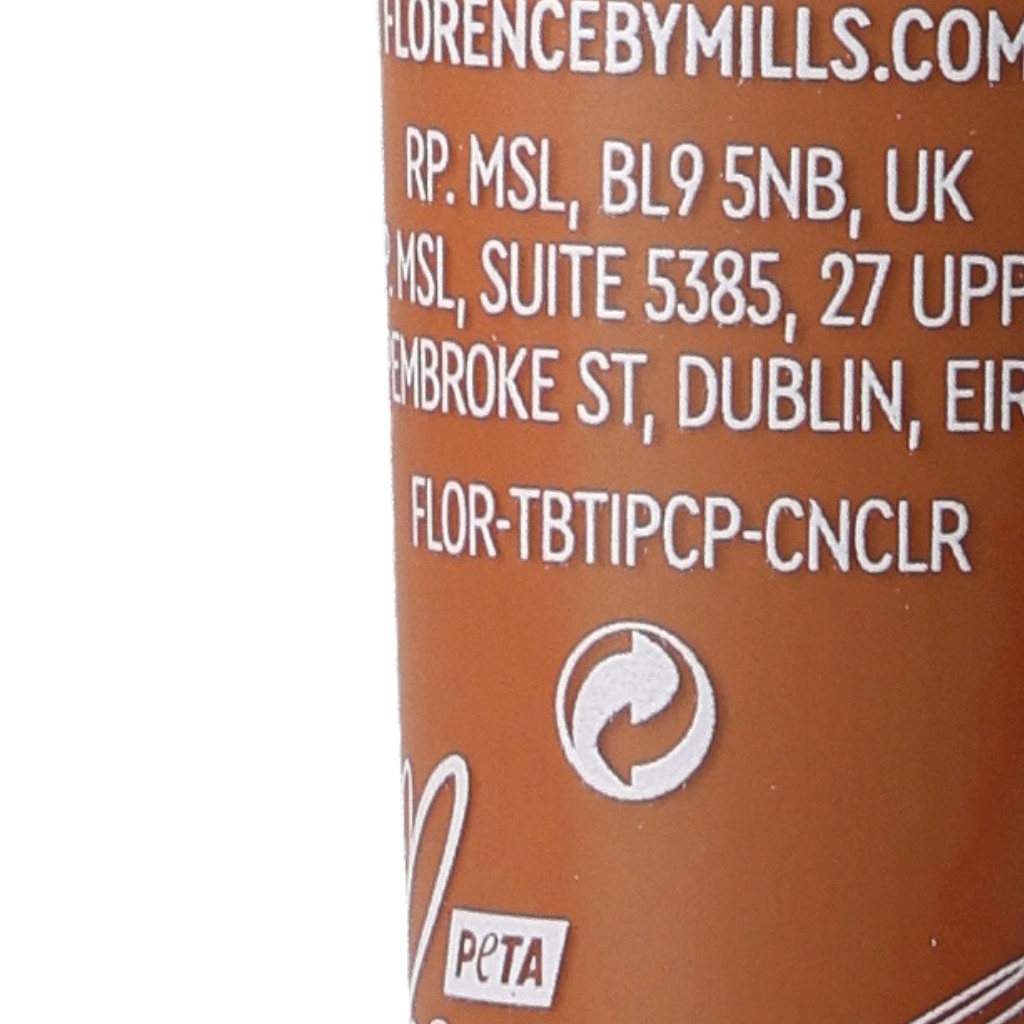 FLORENCEBYMILLS.COM
RP. MSL, BL9 5NB, UK
P. MSL, SUITE 5385, 27 UPP
PEMBROKE ST, DUBLIN, EIR
FLOR-TBTIPCP-CNCLR
PeTA